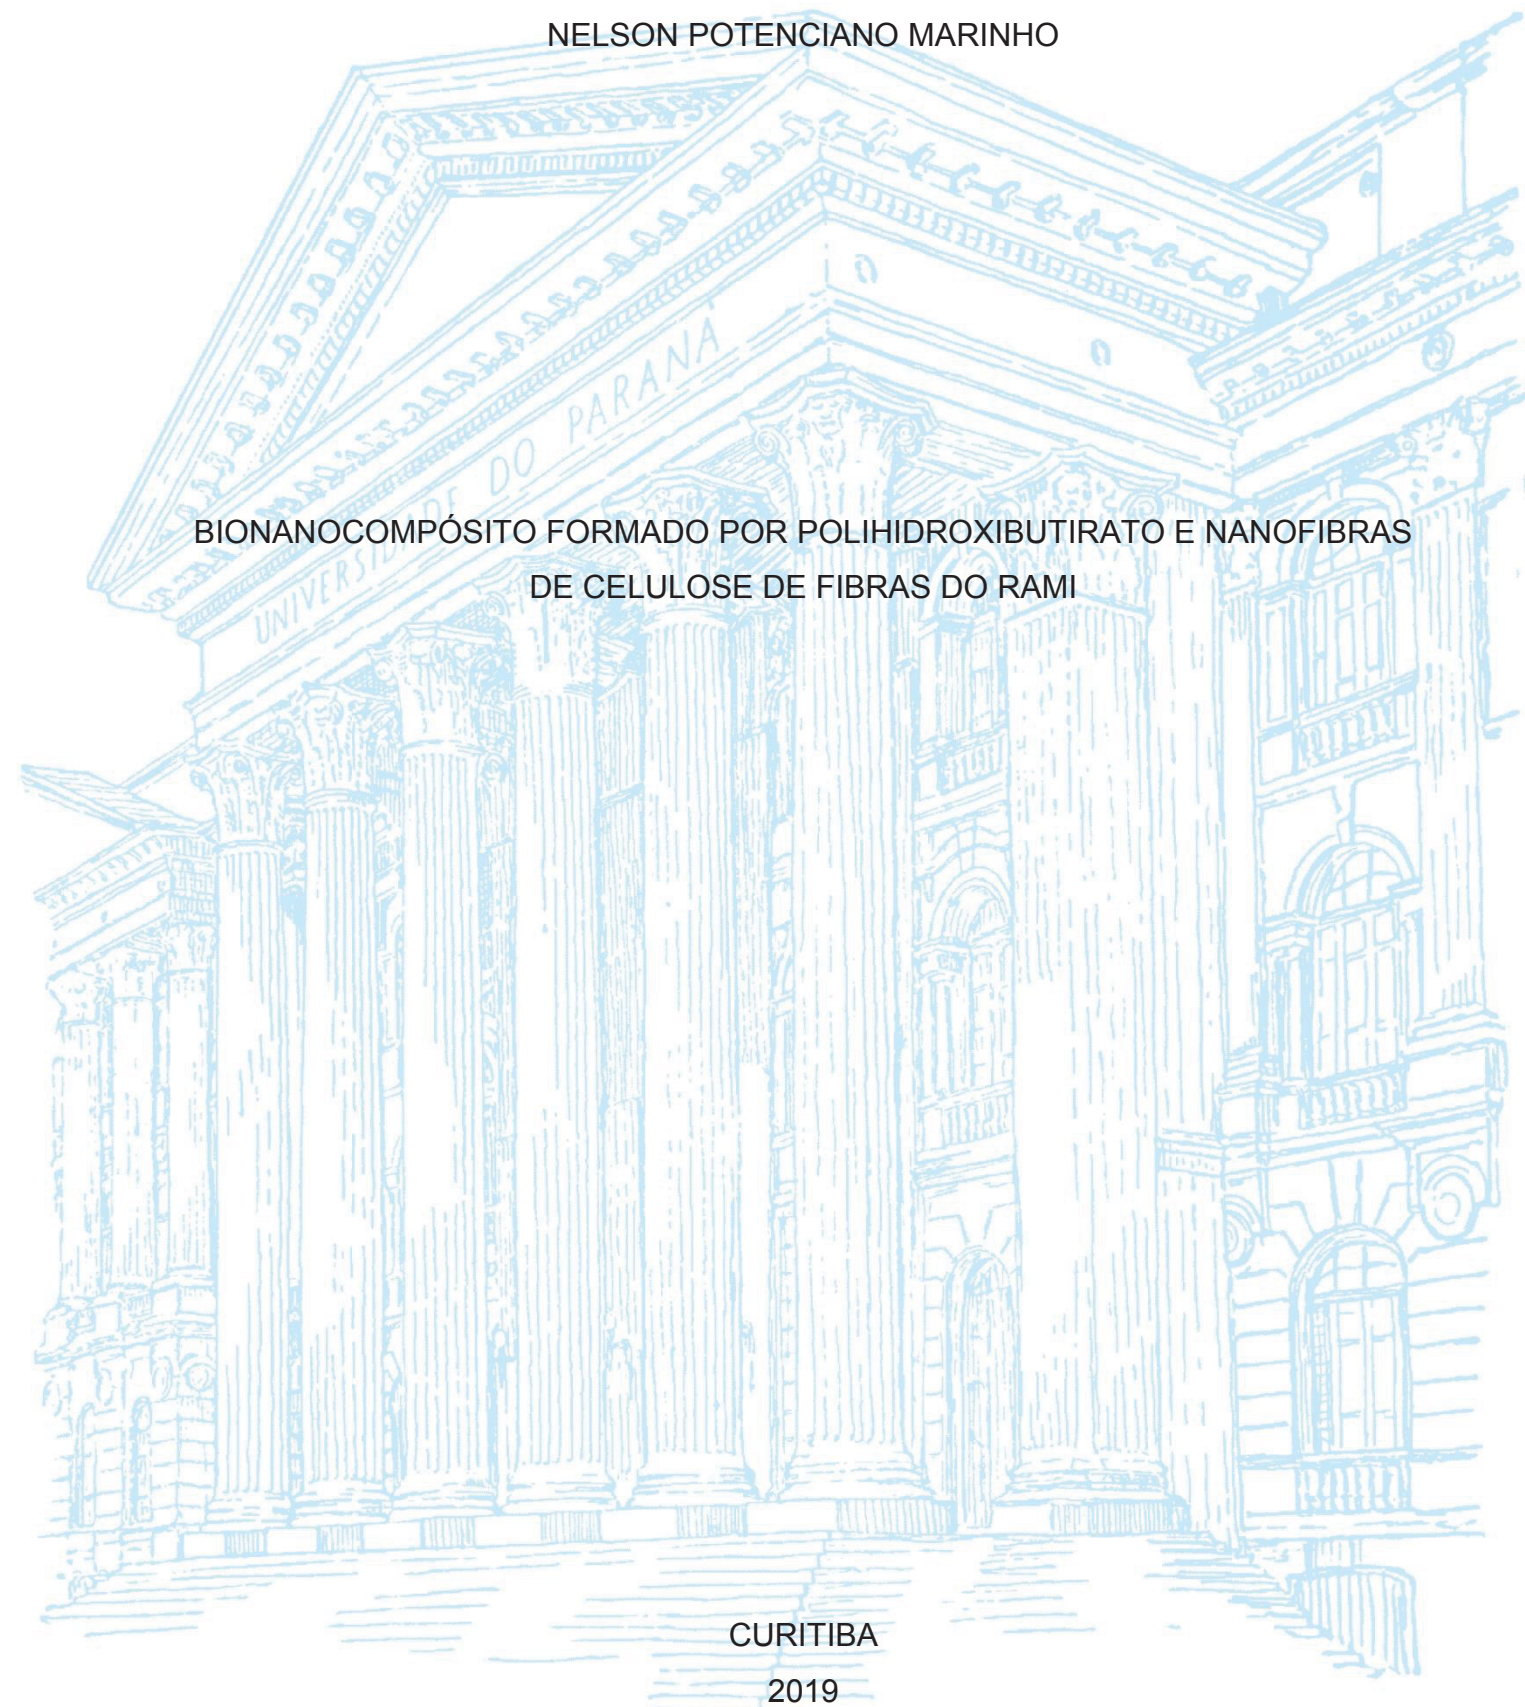 NELSON POTENCIANO MARINHO
UNIVERSIDADE DO PARANÁ
BIONANOCOMPÓSITO FORMADO POR POLIHIDROXIBUTIRATO E NANOFIBRAS
DE CELULOSE DE FIBRAS DO RAMI
CURITIBA
2019